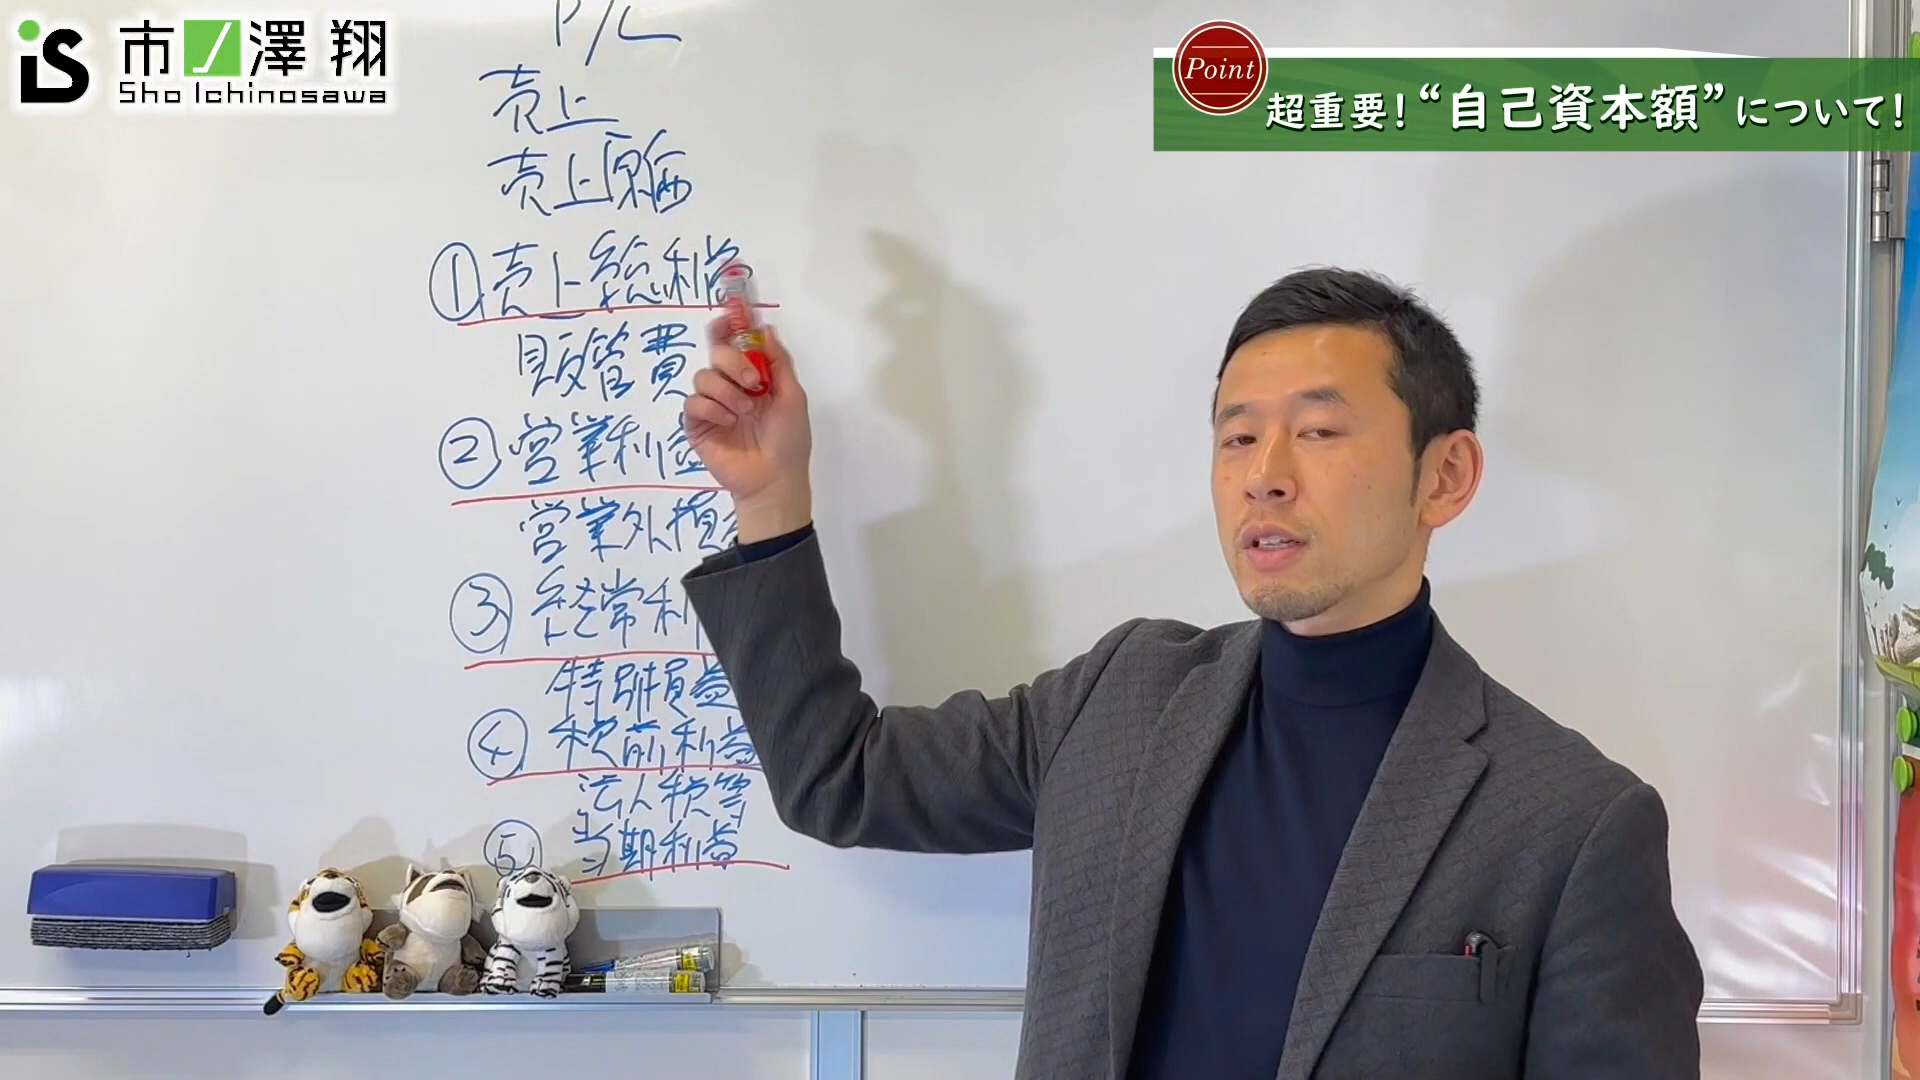 iS 市ノ澤翔
Sho Ichinosawa
Point
超重要！“自己資本額”について！
P/L
売上
売上原価
①売上総利益
販管費
②営業利益
営業外損
③経常利
特別損益
④税前利益
法人税等
⑤当期利益